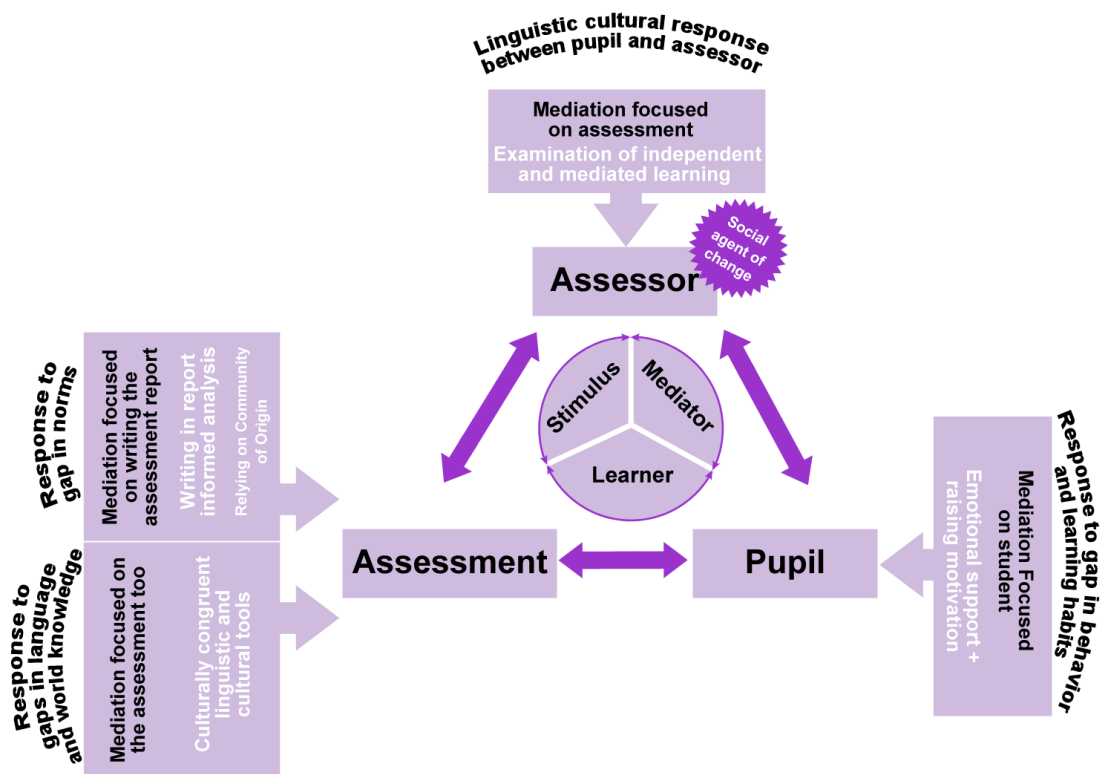 Linguistic cultural response
between pupil and assessor
Mediation focused
on assessment
Examination of independent
and mediated learning
Social
agent of
change
Assessor
Stimulus
Mediator
Learner
Assessment
Pupil
Response to
gap in norms
Mediation focused
on writing the
assessment report
Writing in report
informed analysis
Relying on Community
of Origin
Response to
gaps in language
and world knowledge
Mediation focused on
the assessment too
Culturally congruent
linguistic and
cultural tools
Response to gap in behavior
and learning habits
Mediation Focused
on student
Emotional support +
raising motivation